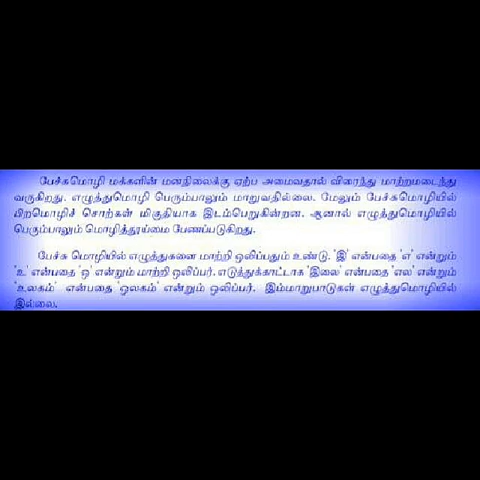 பேச்சுமொழி மக்களின் மனநிலைக்கு ஏற்ப அமைவதால் விரைந்து மாற்றமடைந்து
வருகிறது. எழுத்துமொழி பெரும்பாலும் மாறுவதில்லை. மேலும் பேச்சுமொழியில்
பிறமொழிச் சொற்கள் மிகுதியாக இடம்பெறுகின்றன. ஆனால் எழுத்துமொழியில்
பெரும்பாலும் மொழித்தூய்மை பேணப்படுகிறது.
பேச்சு மொழியில் எழுத்துகளை மாற்றி ஒலிப்பதும் உண்டு. 'இ' என்பதை 'எ' என்றும்
'உ' என்பதை 'ஒ' என்றும் மாற்றி ஒலிப்பர். எடுத்துக்காட்டாக 'இலை' என்பதை 'எல' என்றும்
'உலகம்' என்பதை 'ஒலகம்' என்றும் ஒலிப்பர். இம்மாறுபாடுகள் எழுத்துமொழியில்
இல்லை.